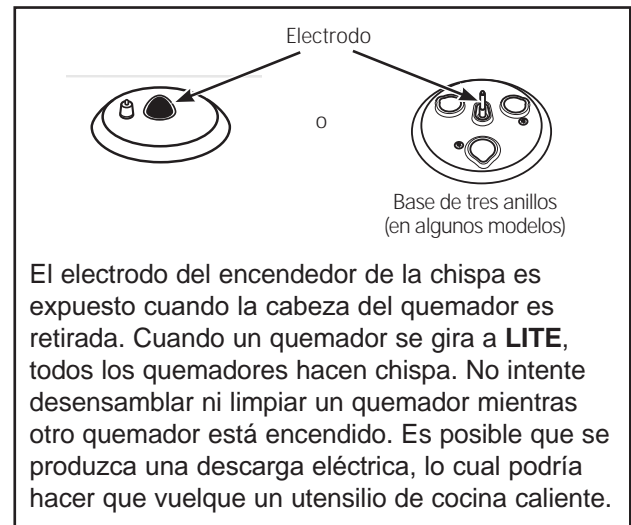 Electrodo
o
Base de tres anillos
(en algunos modelos)
El electrodo del encendedor de la chispa es
expuesto cuando la cabeza del quemador es
retirada. Cuando un quemador se gira a LITE,
todos los quemadores hacen chispa. No intente
desensamblar ni limpiar un quemador mientras
otro quemador está encendido. Es posible que se
produzca una descarga eléctrica, lo cual podría
hacer que vuelque un utensilio de cocina caliente.